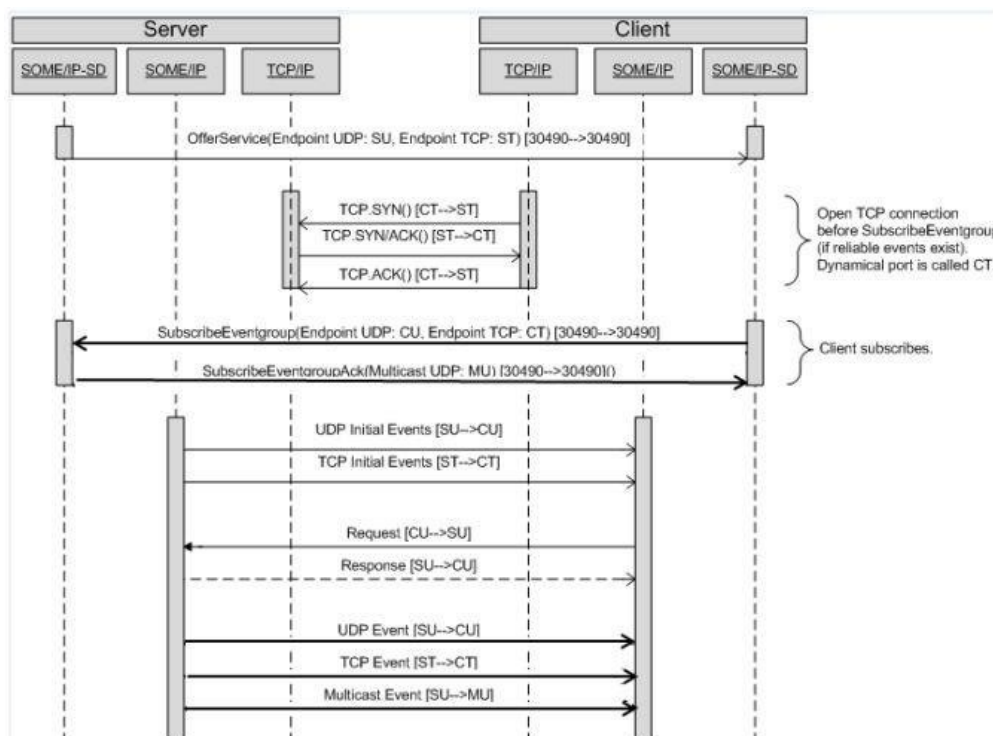 Server
Client
SOME/IP-SD
SOME/IP
TCP/IP
TCP/IP
SOME/IP
SOME/IP-SD
OfferService(Endpoint UDP: SU, Endpoint TCP: ST) [30490-->30490]
TCP.SYN() [CT-->ST]
TCP.SYN/ACK() [ST-->CT]
TCP.ACK() [CT-->ST]
Open TCP connection
before SubscribeEventgroup
(if reliable events exist).
Dynamical port is called CT
SubscribeEventgroup(Endpoint UDP: CU, Endpoint TCP: CT) [30490-->30490]
SubscribeEventgroupAck(Multicast UDP: MU) [30490-->30490]()
Client subscribes.
UDP Initial Events [SU-->CU]
TCP Initial Events [ST-->CT]
Request [CU-->SU]
Response [SU-->CU]
UDP Event [SU-->CU]
TCP Event [ST-->CT]
Multicast Event [SU-->MU]